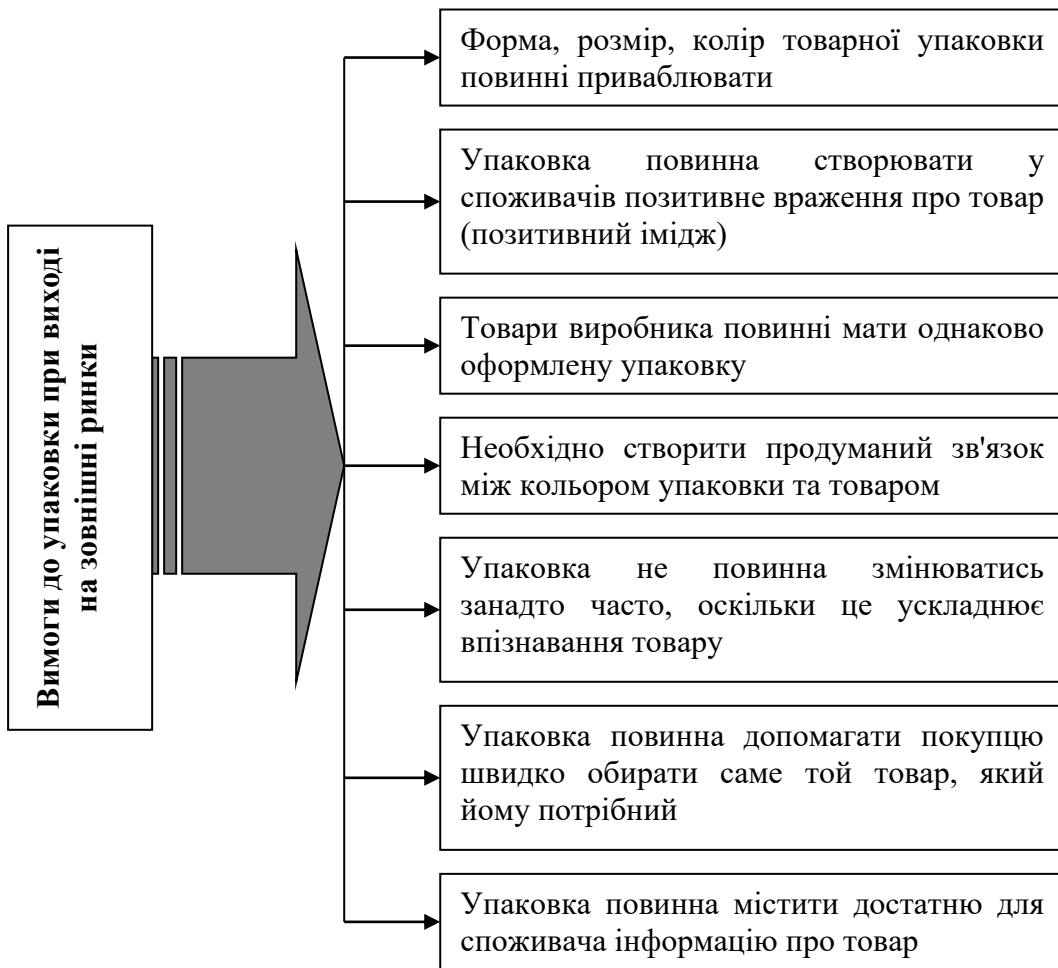 Вимоги до упаковки при виході
на зовнішні ринки
Форма, розмір, колір товарної упаковки
повинні приваблювати
Упаковка повинна створювати у
споживачів позитивне враження про товар
(позитивний імідж)
Товари виробника повинні мати однаково
оформлену упаковку
Необхідно створити продуманий зв'язок
між кольором упаковки та товаром
Упаковка не повинна змінюватись
занадто часто, оскільки це ускладнює
впізнавання товару
Упаковка повинна допомагати покупцю
швидко обирати саме той товар, який
йому потрібний
Упаковка повинна містити достатню для
споживача інформацію про товар